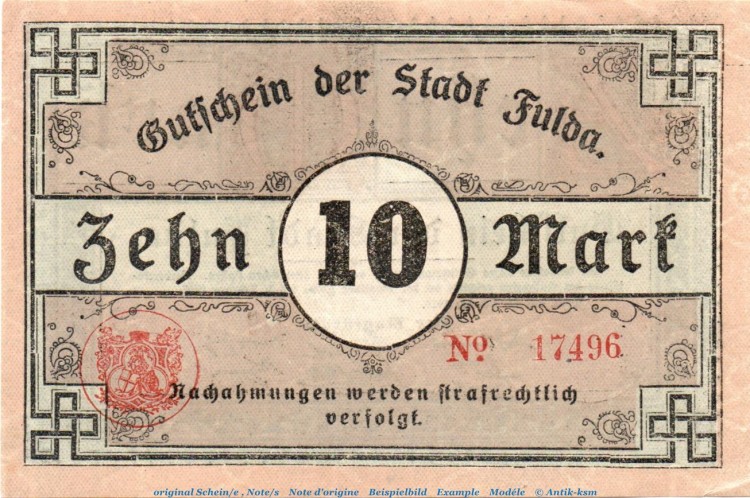 Gutschein der Stadt Fulda.
Zehn 10 Mark
No 17496
Nachahmungen werden strafrechtlich
verfolgt.
original Schein/e , Note/s Note d'origine Beispielbild Example Modèle © Antik-ksm